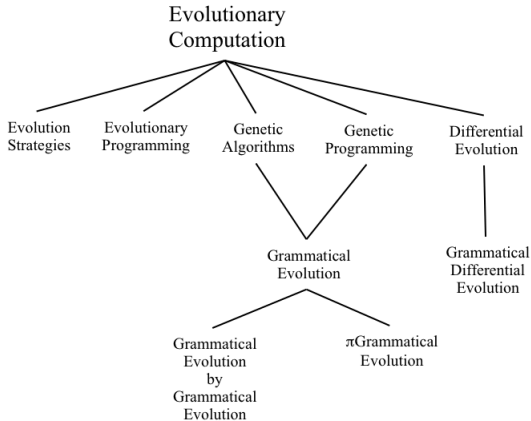 Evolutionary
Computation
Evolution
Strategies
Evolutionary
Programming
Genetic
Algorithms
Genetic
Programming
Differential
Evolution
Grammatical
Evolution
Grammatical
Differential
Evolution
Grammatical
Evolution
by
Grammatical
Evolution
πGrammatical
Evolution